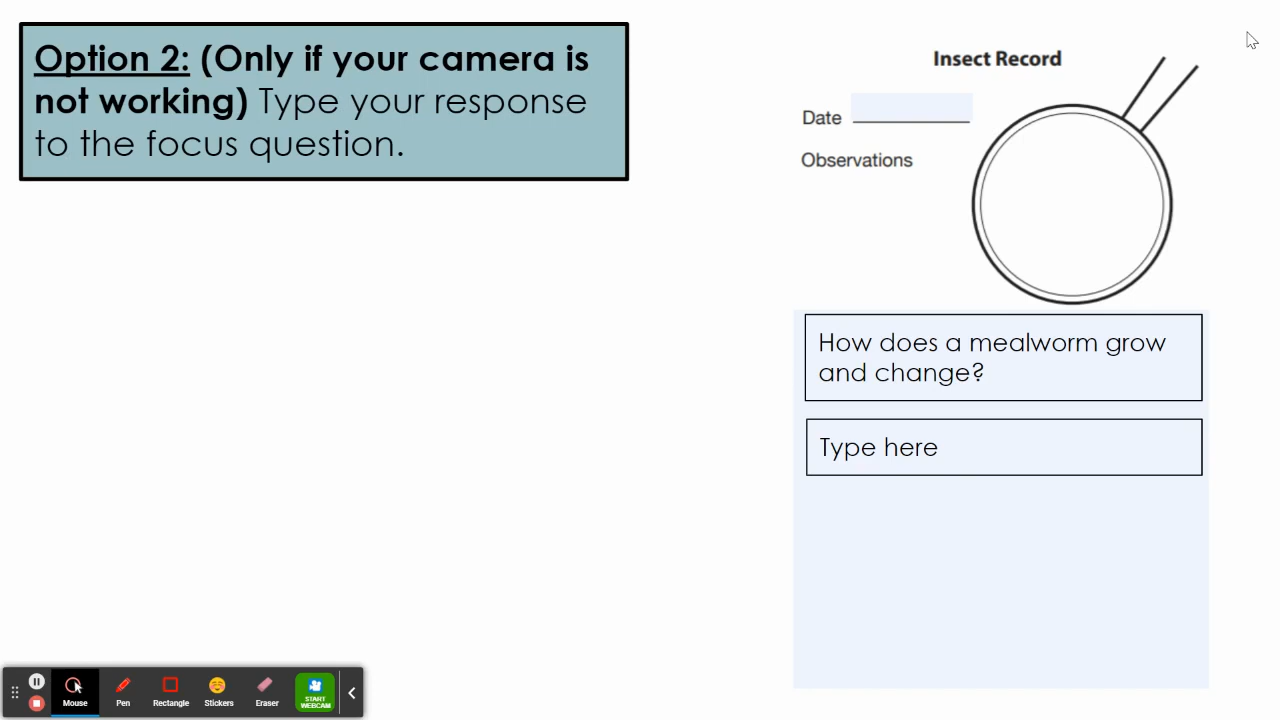 Option 2: (Only if your camera is
not working) Type your response
to the focus question.
Insect Record
Date
Observations
How does a mealworm grow
and change?
Type here
Mouse
Pen
Rectangle
Stickers
Eraser
START
WEBCAM